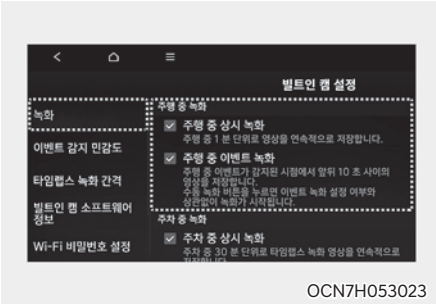 빌트인 캠 설정
녹화
이벤트 감지 민감도
타임랩스 녹화 간격
빌트인 캠 소프트웨어
정보
Wi-Fi 비밀번호 설정
주행 중 녹화
주행 중 상시 녹화
주행 중 1 분 단위로 영상을 연속적으로 저장합니다.
주행 중 이벤트 녹화
주행 중 이벤트가 감지된 시점에서 앞뒤 10 초 사이의
영상을 저장합니다.
수동 녹화 버튼을 누르면 이벤트 녹화 설정 여부와
상관없이 녹화가 시작됩니다.
주차 중 녹화
주차 중 상시 녹화
주차 중 30 분 단위로 타임랩스 녹화 영상을 연속적으로
저장합니다.
OCN7H053023